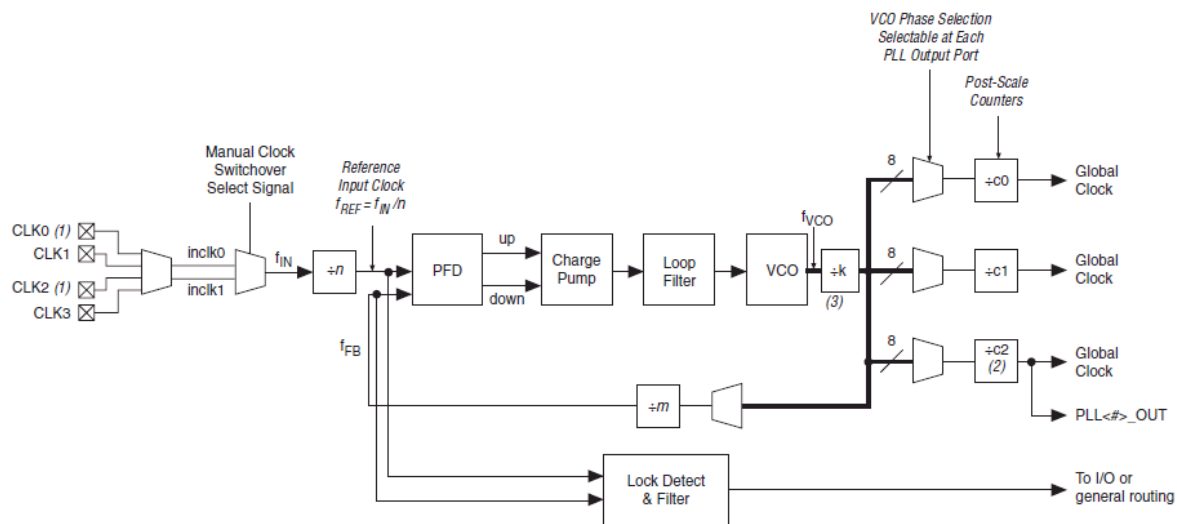 VCO Phase Selection
Selectable at Each
PLL Output Port
Post-Scale
Counters
Manual Clock
Switchover
Select Signal
Reference
Input Clock
fREF = fIN /n
CLK0 (1)
CLK1
CLK2 (1)
CLK3
inclk0
inclk1
fIN
÷n
PFD
up
down
Charge
Pump
Loop
Filter
VCO
fVCO
÷k
(3)
8
÷c0
Global
Clock
8
÷c1
Global
Clock
8
÷c2
(2)
Global
Clock
PLL<#>_OUT
fFB
÷m
Lock Detect
& Filter
To I/O or
general routing